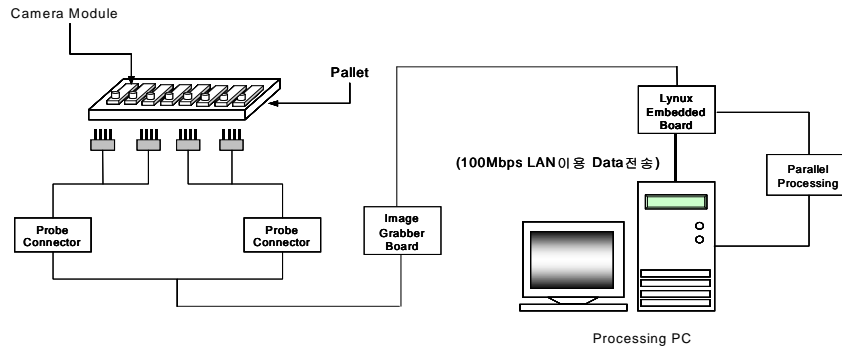 Camera Module
Pallet
Lynux
Embedded
Board
(100Mbps LAN이용 Data전송)
Parallel
Processing
Image
Grabber
Board
Probe
Connector
Probe
Connector
Processing PC